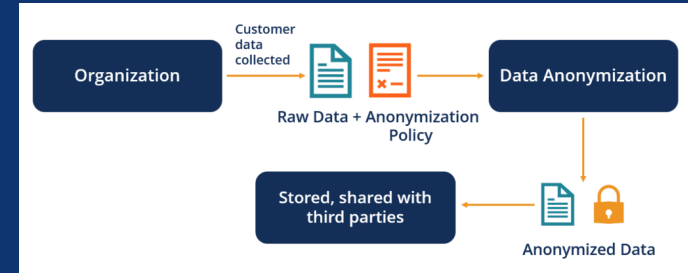 Organization
Customer
data
collected
Raw Data + Anonymization
Policy
Data Anonymization
Anonymized Data
Stored, shared with
third parties